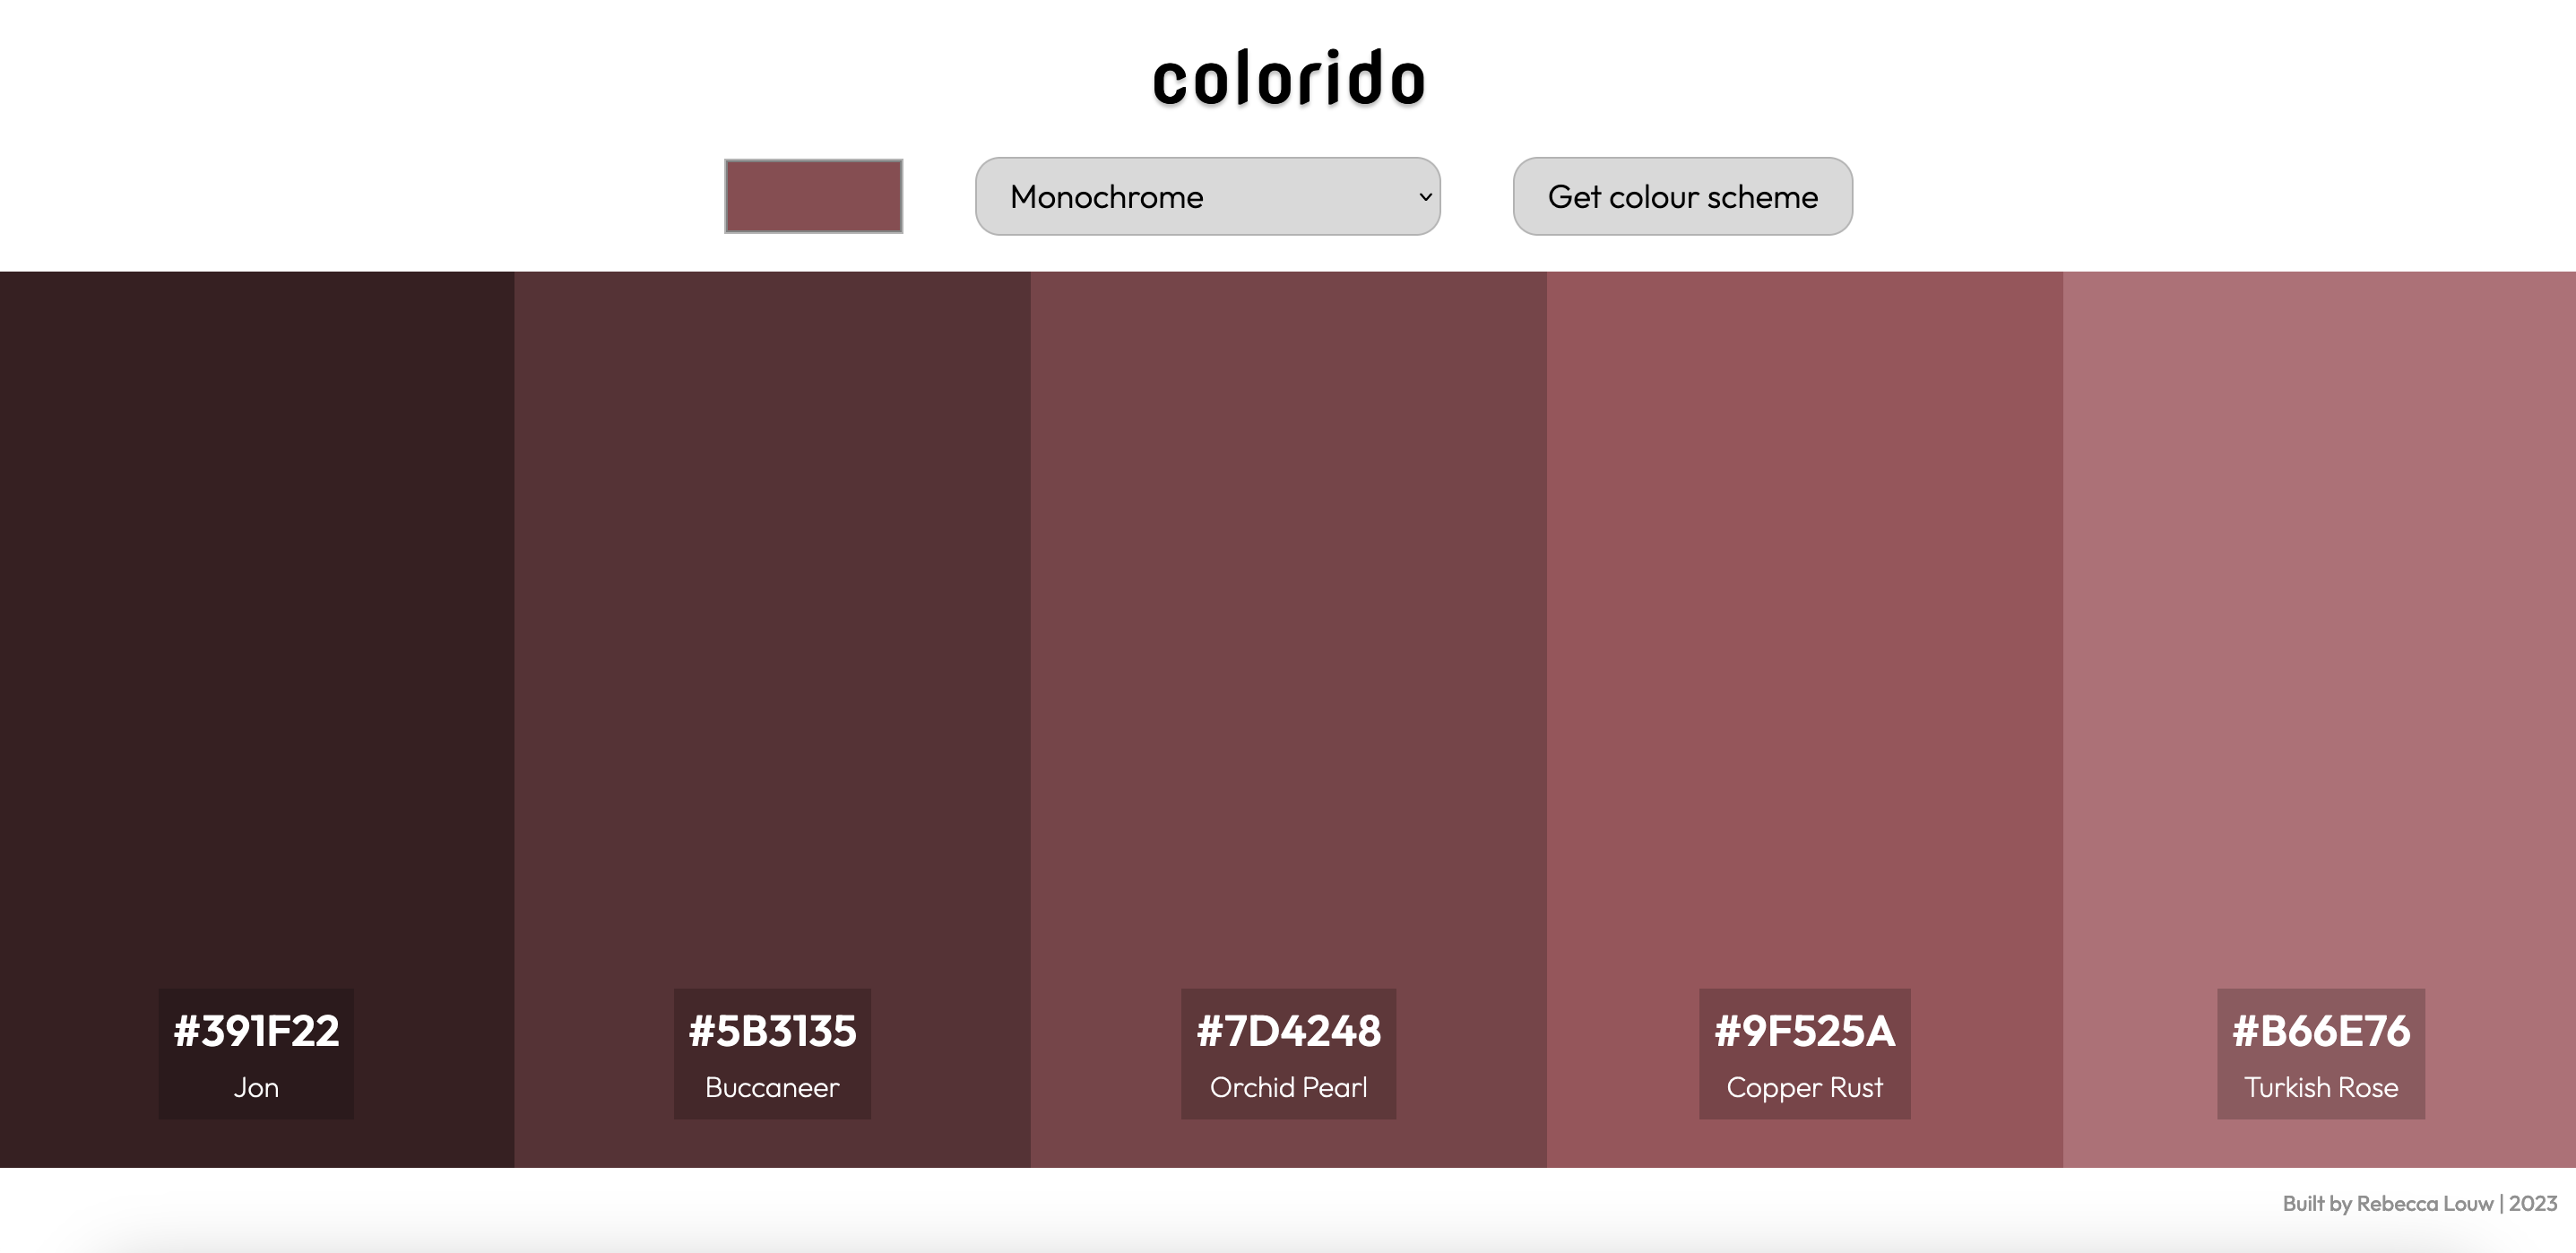 colorido
Monochrome
Get colour scheme
#391F22
Jon
#5B3135
Buccaneer
#7D4248
Orchid Pearl
#9F525A
Copper Rust
#B66E76
Turkish Rose
Built by Rebecca Louw | 2023